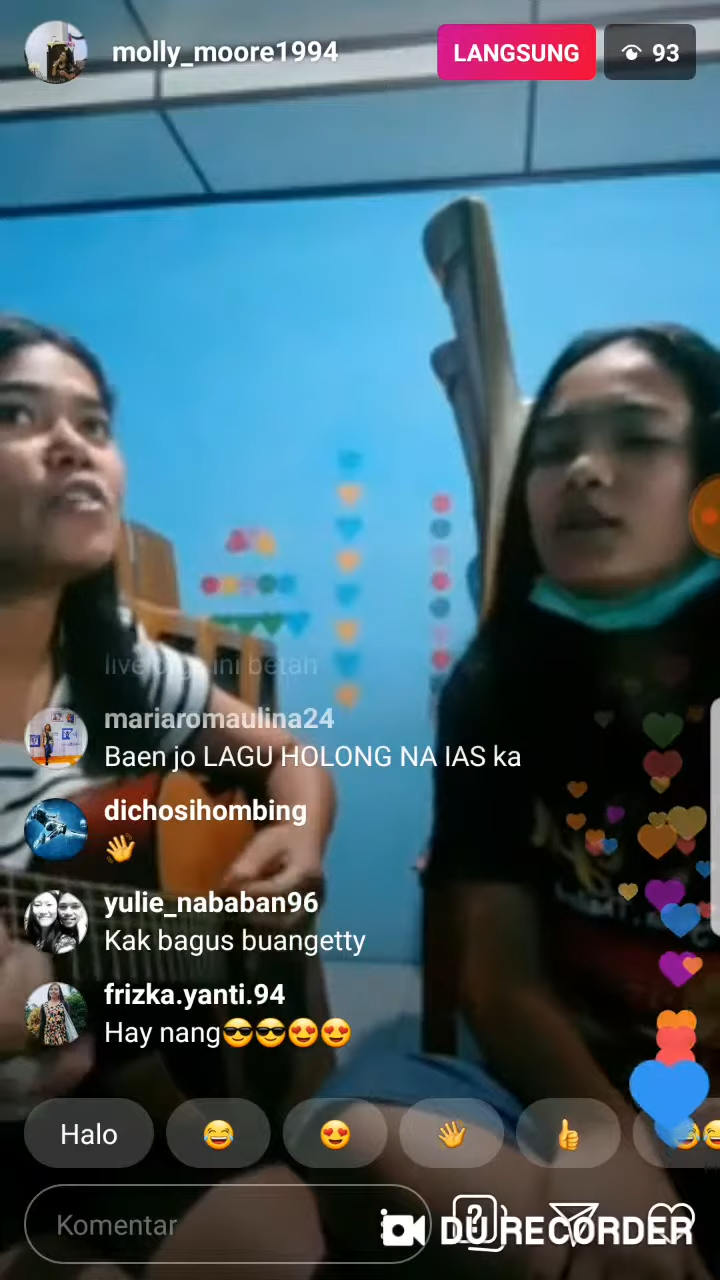 molly_moore1994
LANGSUNG
93
mariaromaulina24
Baen jo LAGU HOLONG NA IAS ka
dichosihombing
👋
yulie_nababan96
Kak bagus buangetty
frizka.yanti.94
Hay nang😎😎😍😍
Halo 😂 😍 👋 👍 😂😂
Komentar
DU RECORDER